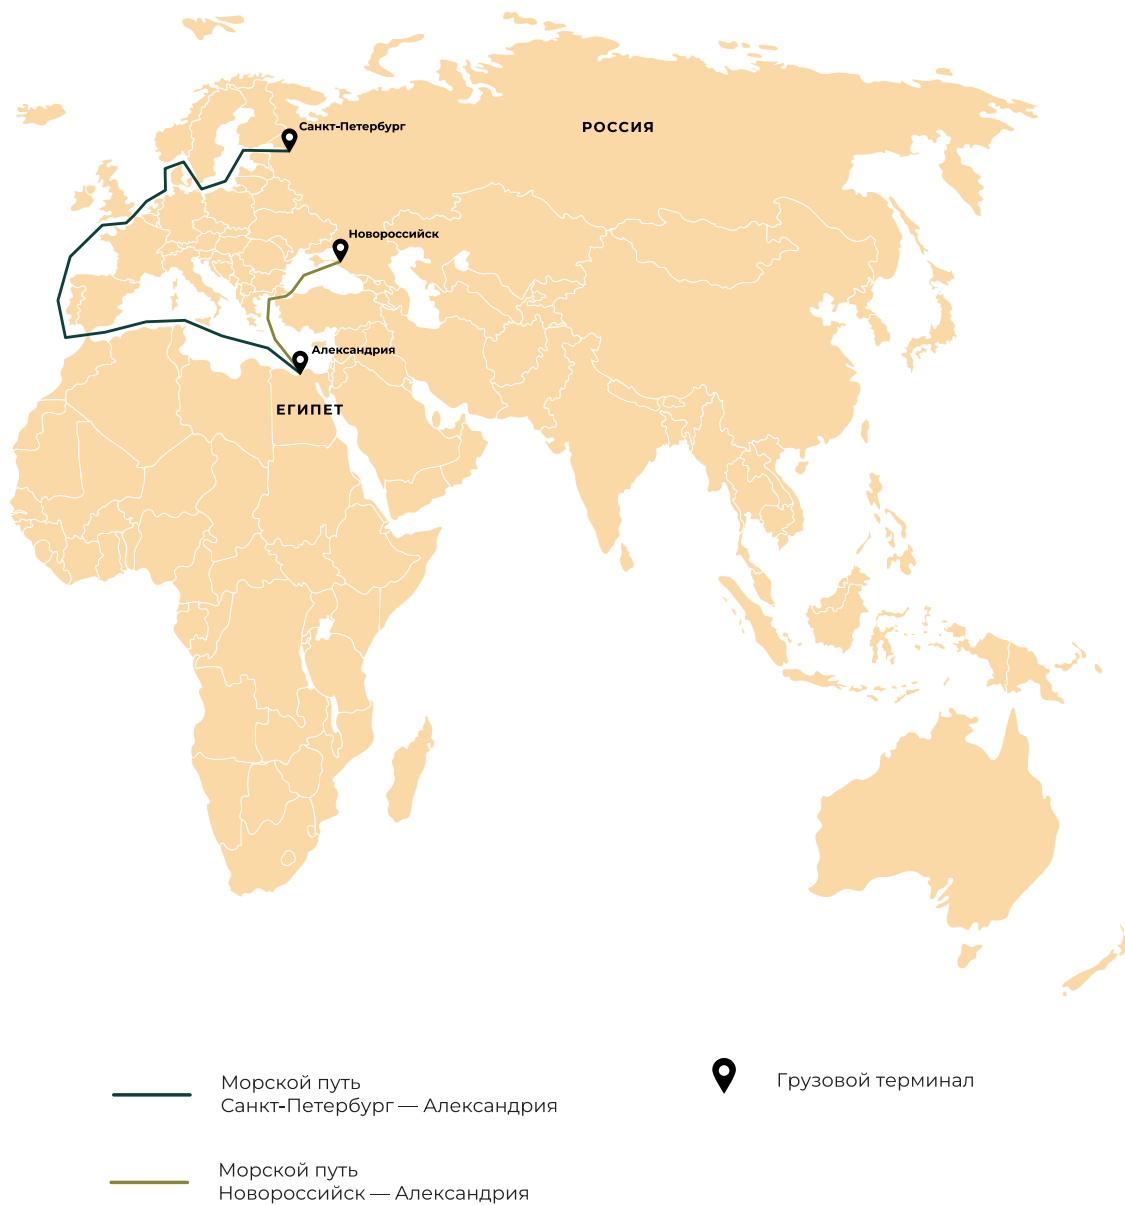 Санкт-Петербург
РОССИЯ
Новороссийск
Александрия
ЕГИПЕТ
Морской путь
Санкт-Петербург — Александрия
Грузовой терминал
Морской путь
Новороссийск — Александрия